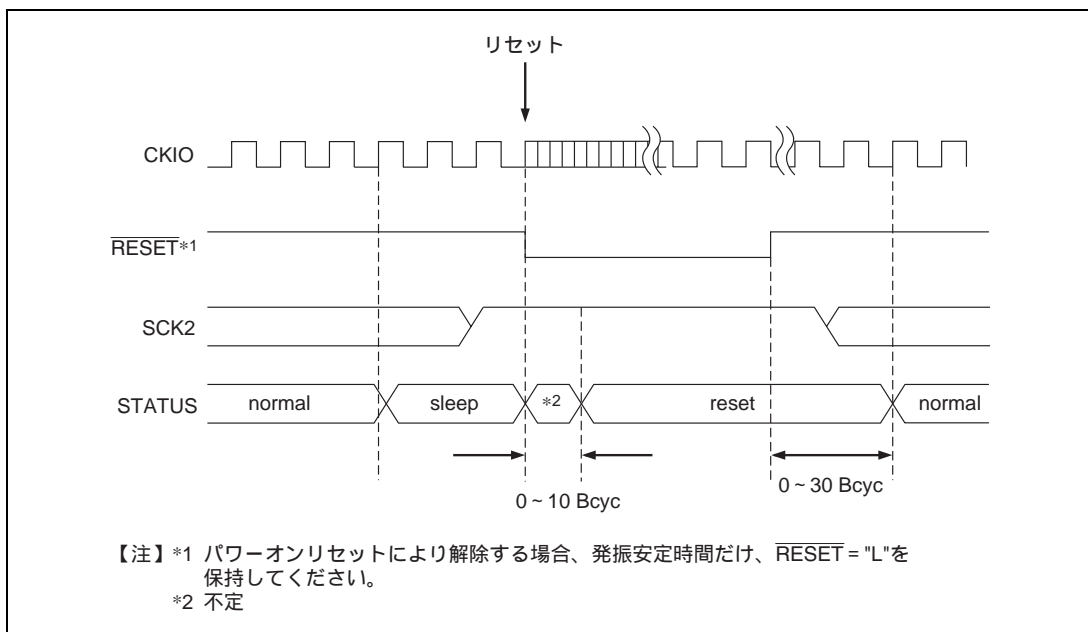 リセット
CKIO
RESET*1
SCK2
STATUS
normal
sleep
*2
reset
normal
0 ~ 10 Bcyc
0 ~ 30 Bcyc
【注】*1 パワーオンリセットにより解除する場合、発振安定時間だけ、RESET = "L"を
保持してください。
*2 不定